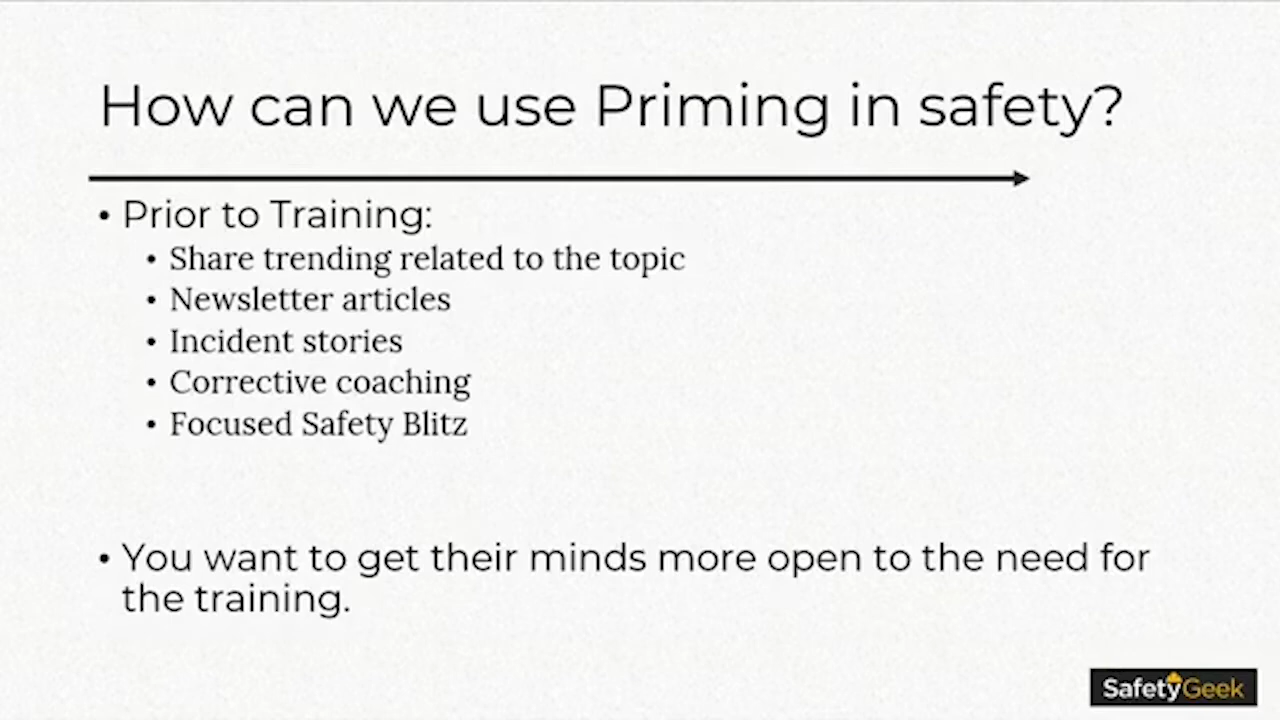 How can we use Priming in safety?
• Prior to Training:
• Share trending related to the topic
• Newsletter articles
• Incident stories
• Corrective coaching
• Focused Safety Blitz
• You want to get their minds more open to the need for
the training.
SafetyGeek